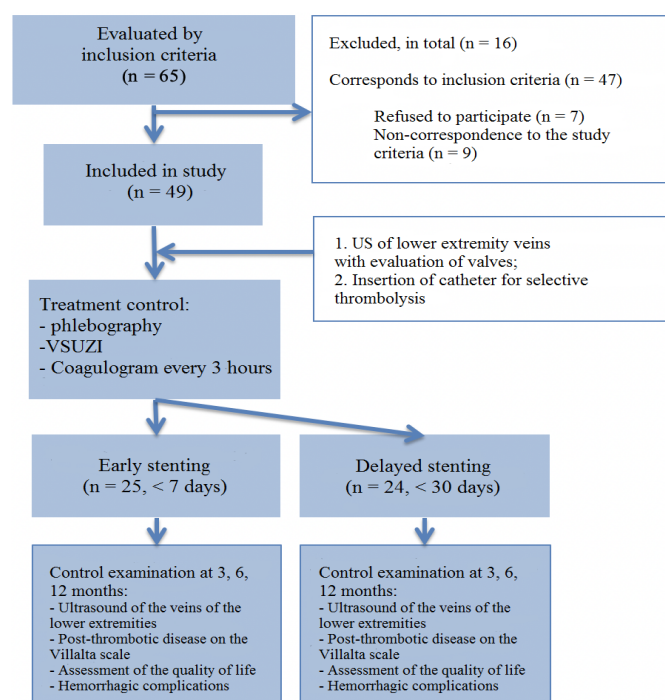 Evaluated by
inclusion criteria
(n = 65)
Excluded, in total (n = 16)
Corresponds to inclusion criteria (n = 47)
Refused to participate (n = 7)
Non-correspondence to the study
criteria (n = 9)
Included in study
(n = 49)
1. US of lower extremity veins
with evaluation of valves;
2. Insertion of catheter for selective
thrombolysis
Treatment control:
- phlebography
-VSUZI
- Coagulogram every 3 hours
Early stenting
(n = 25, < 7 days)
Delayed stenting
(n = 24, < 30 days)
Control examination at 3, 6,
12 months:
- Ultrasound of the veins of the
lower extremities
- Post-thrombotic disease on the
Villalta scale
- Assessment of the quality of life
- Hemorrhagic complications
Control examination at 3, 6,
12 months:
- Ultrasound of the veins of the
lower extremities
- Post-thrombotic disease on the
Villalta scale
- Assessment of the quality of life
- Hemorrhagic complications